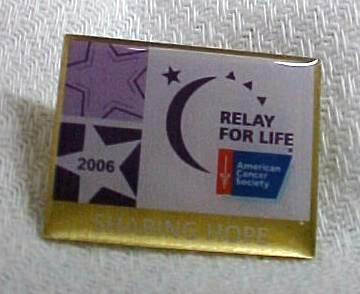 RELAY
FOR LIFE®
2006
American
Cancer
Society
SHARING HOPE